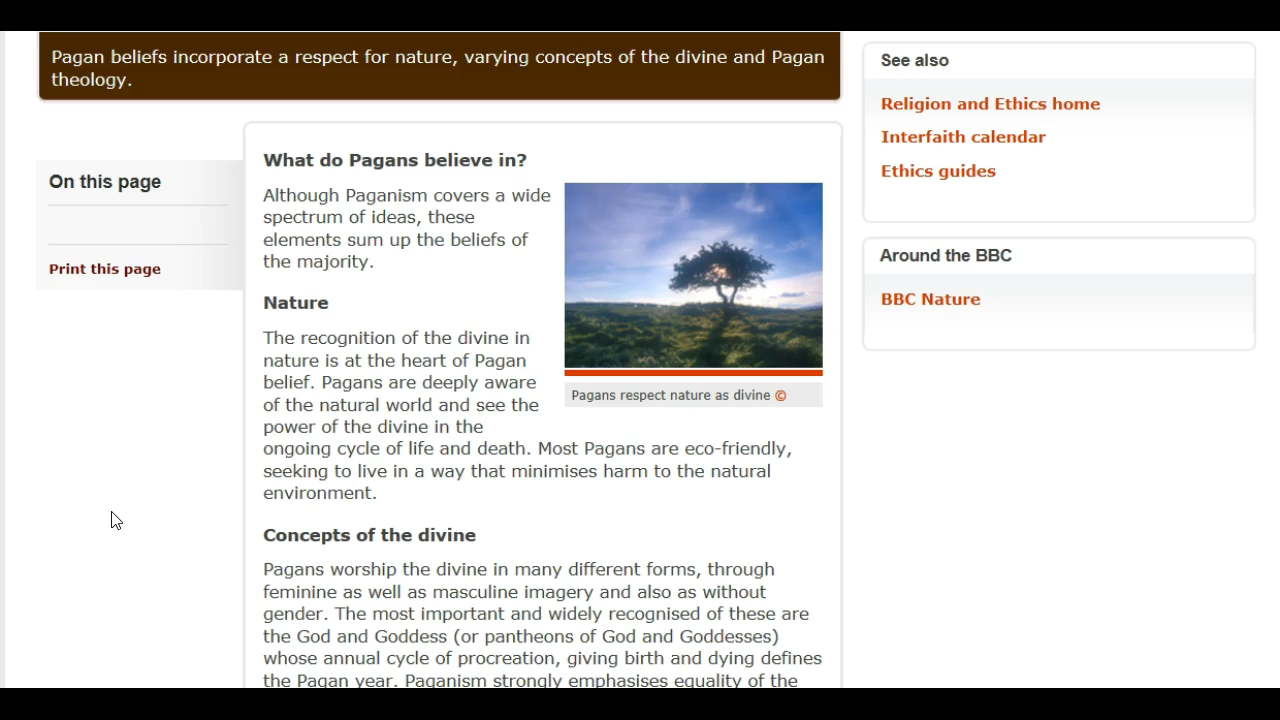 Pagan beliefs incorporate a respect for nature, varying concepts of the divine and Pagan
theology.
On this page
Print this page
What do Pagans believe in?
Although Paganism covers a wide
spectrum of ideas, these
elements sum up the beliefs of
the majority.
Pagans respect nature as divine ©
Nature
The recognition of the divine in
nature is at the heart of Pagan
belief. Pagans are deeply aware
of the natural world and see the
power of the divine in the
ongoing cycle of life and death. Most Pagans are eco-friendly,
seeking to live in a way that minimises harm to the natural
environment.
Concepts of the divine
Pagans worship the divine in many different forms, through
feminine as well as masculine imagery and also as without
gender. The most important and widely recognised of these are
the God and Goddess (or pantheons of God and Goddesses)
whose annual cycle of procreation, giving birth and dying defines
the Pagan year. Paganism strongly emphasises equality of the
See also
Religion and Ethics home
Interfaith calendar
Ethics guides
Around the BBC
BBC Nature